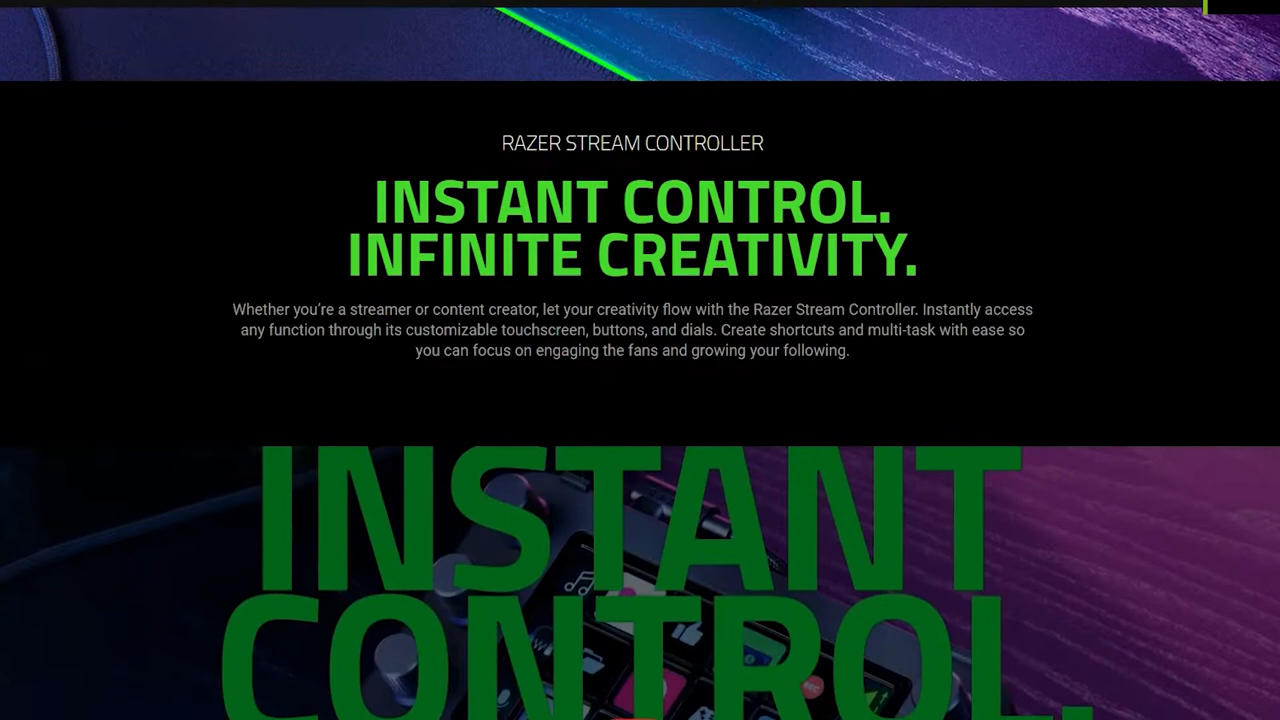 RAZER STREAM CONTROLLER
INSTANT CONTROL.
INFINITE CREATIVITY.
Whether you’re a streamer or content creator, let your creativity flow with the Razer Stream Controller. Instantly access
any function through its customizable touchscreen, buttons, and dials. Create shortcuts and multi-task with ease so
you can focus on engaging the fans and growing your following.
INSTANT
CONTROL.
REC